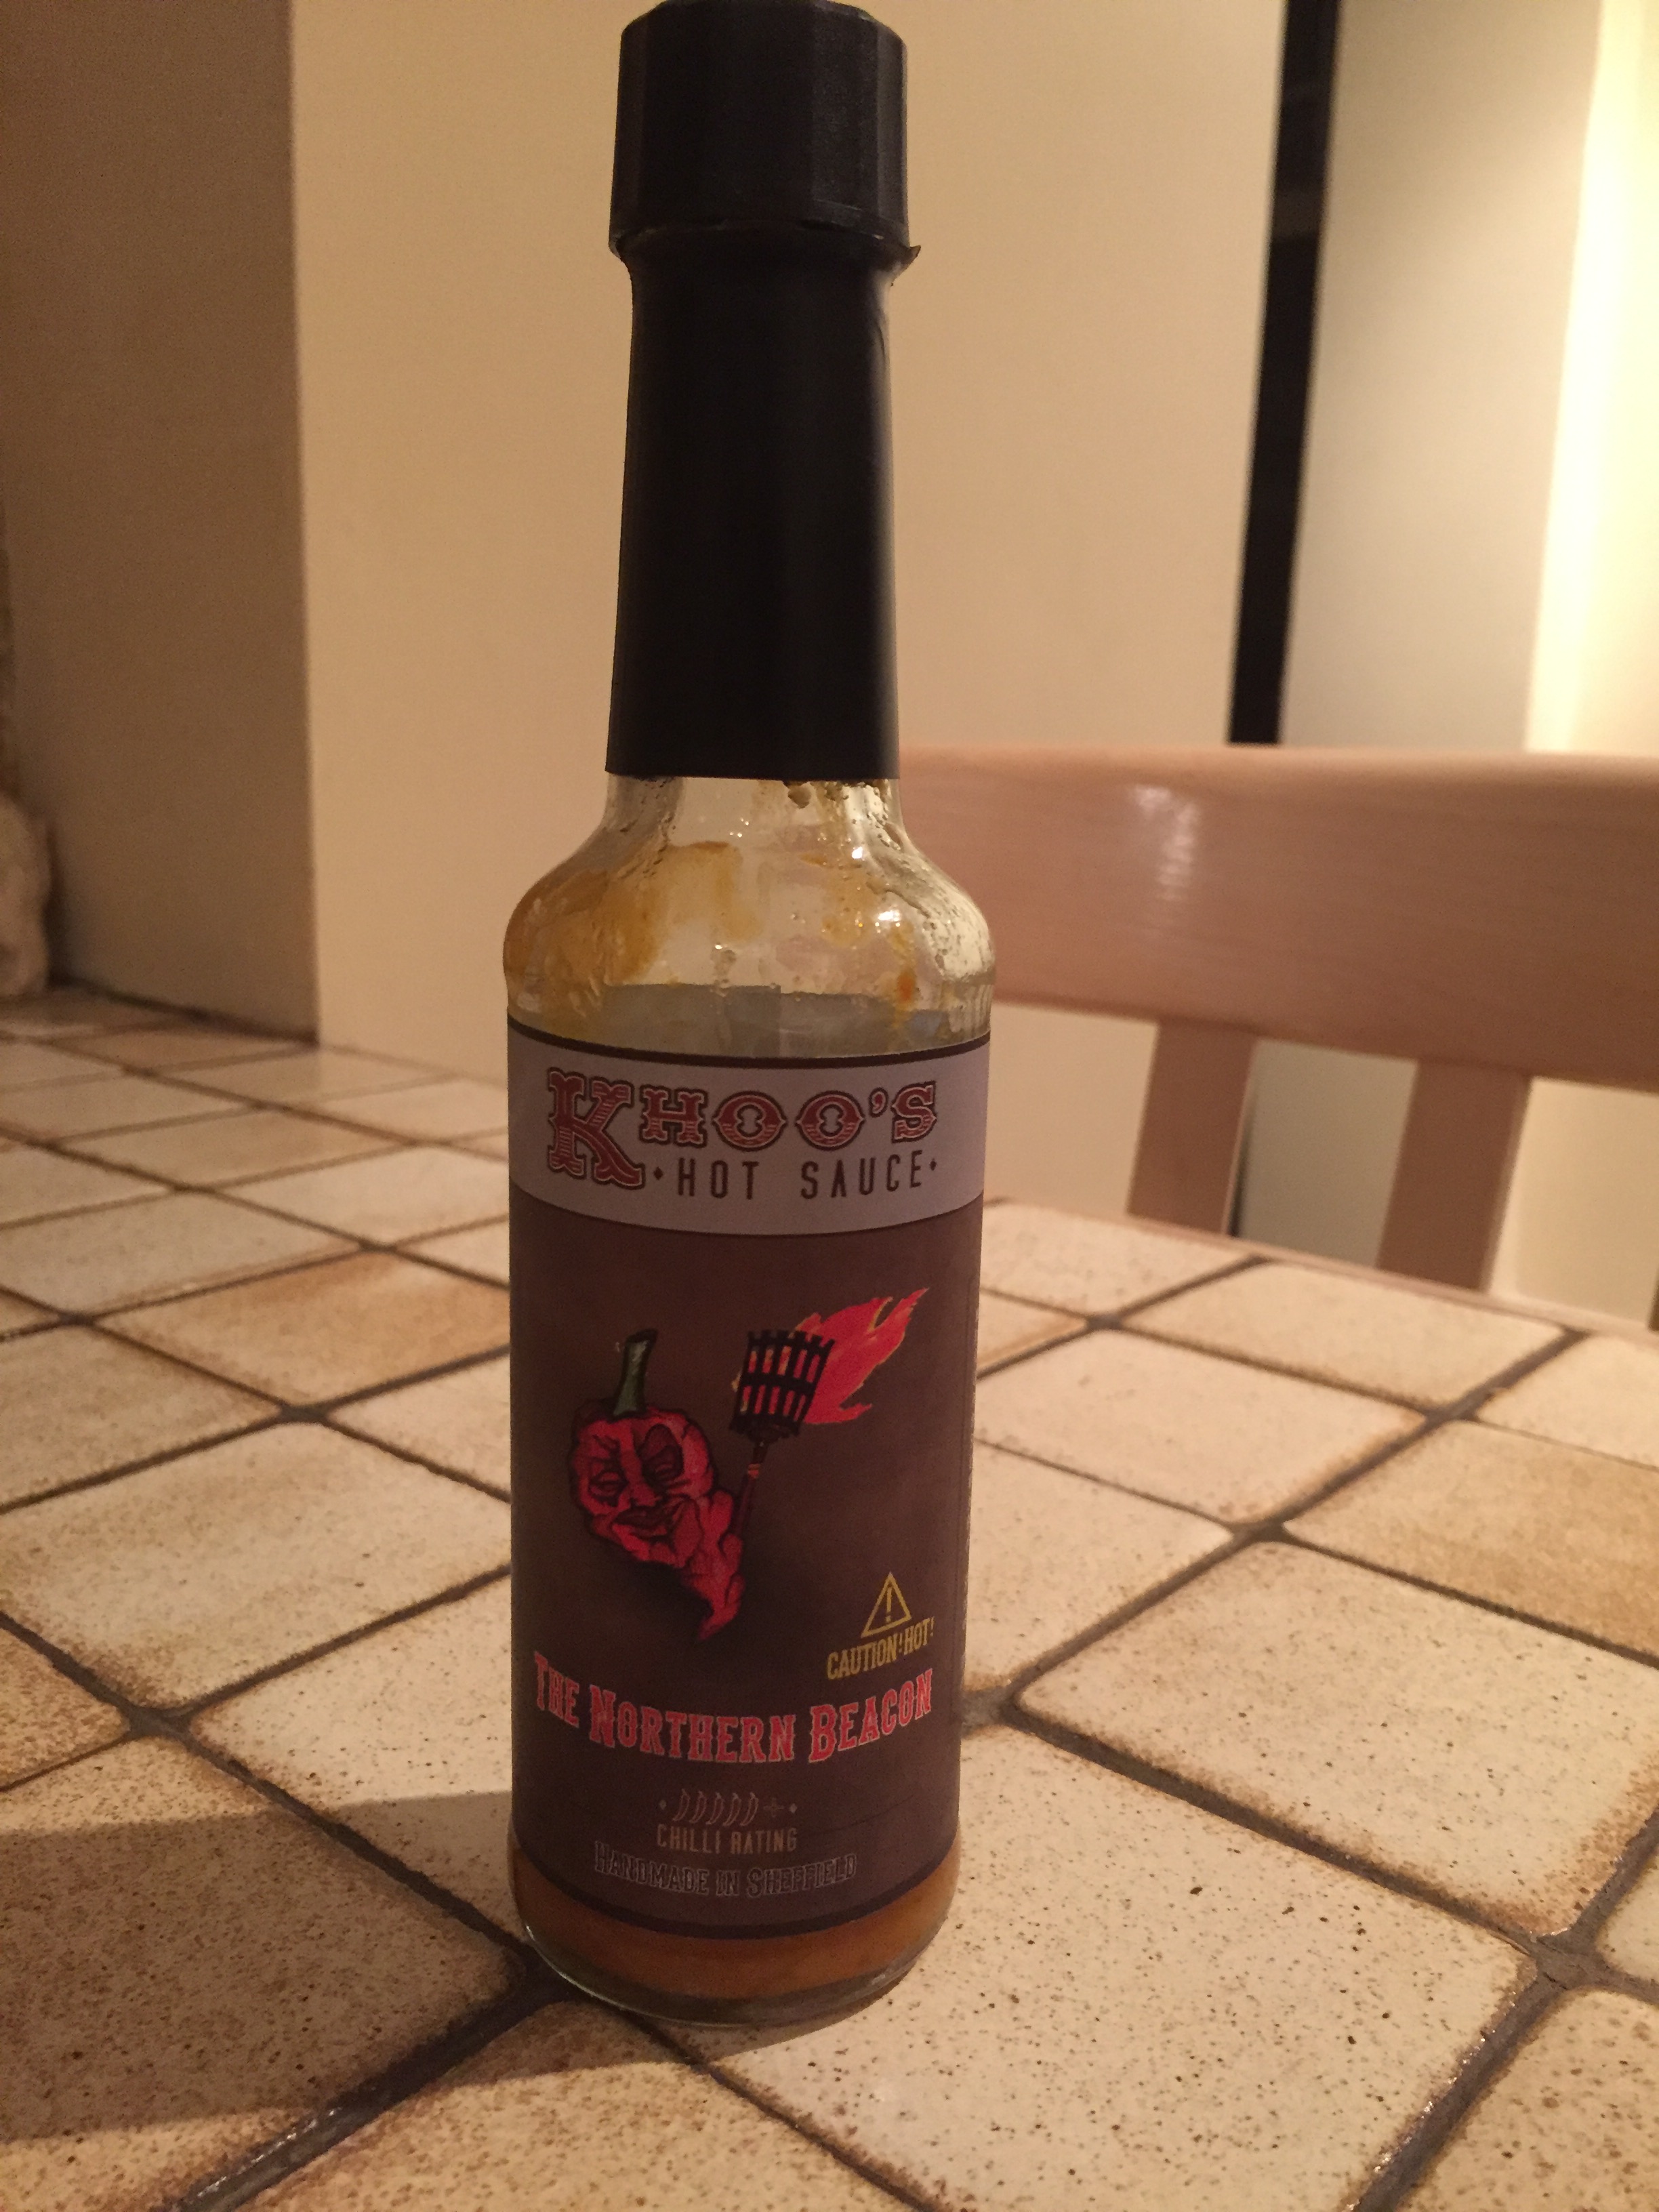 KHOO'S
·HOT SAUCE·
CAUTION! HOT!
THE NORTHERN BEACON
CHILLI RATING
HANDMADE IN SHEFFIELD